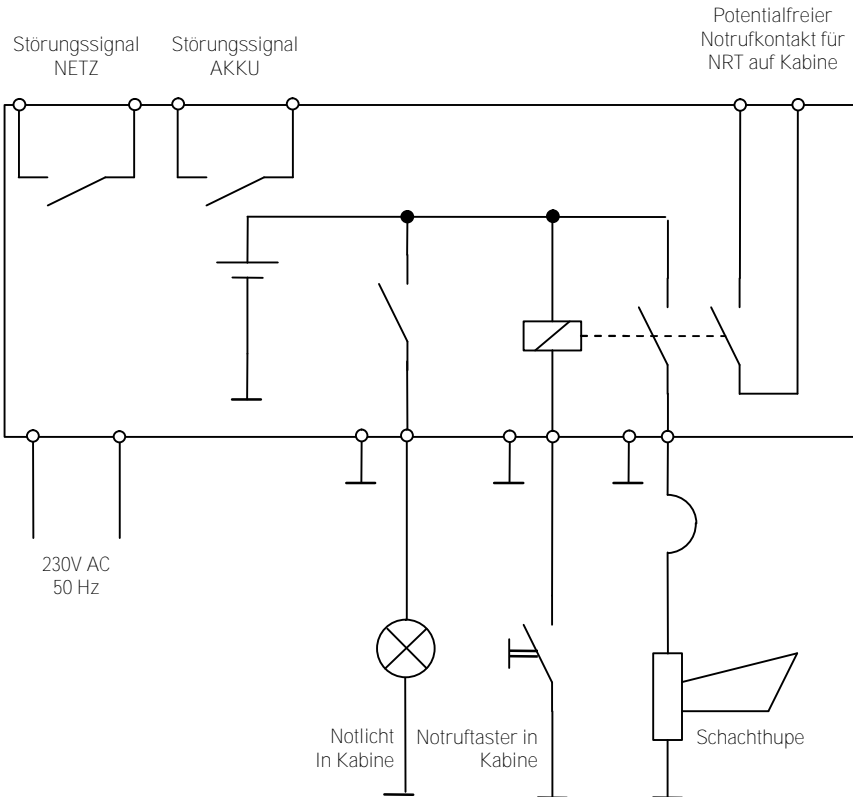 Störungssignal
NETZ
Störungssignal
AKKU
Potentialfreier
Notrufkontakt für
NRT auf Kabine
230V AC
50 Hz
Notlicht
In Kabine
Notruftaster in
Kabine
Schachthupe